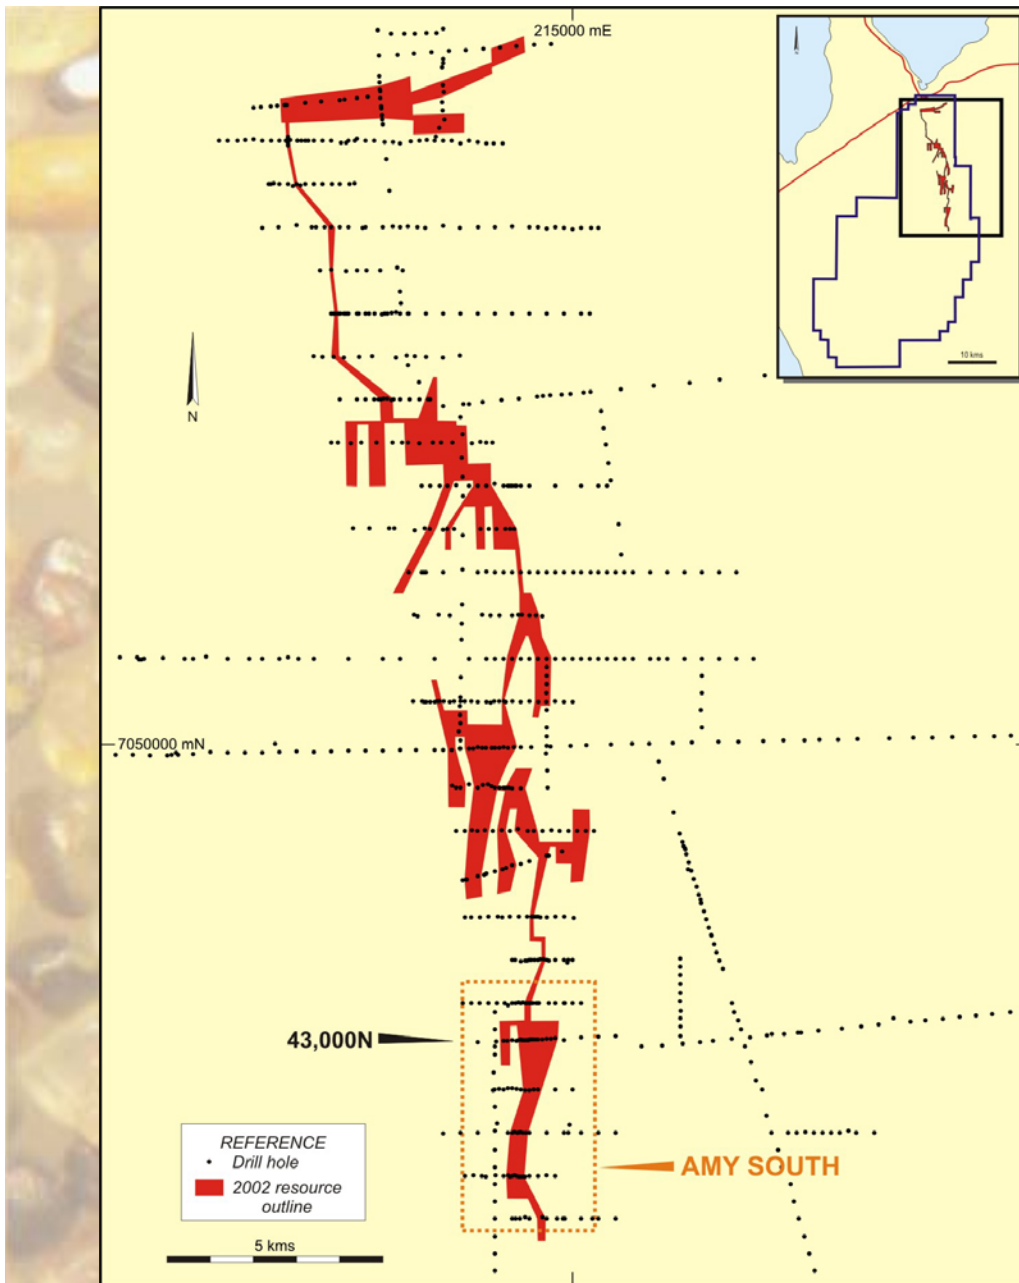 215000 mE
10 kms
N
7050000 mN
43,000N
AMY SOUTH
REFERENCE
Drill hole
2002 resource
outline
5 kms